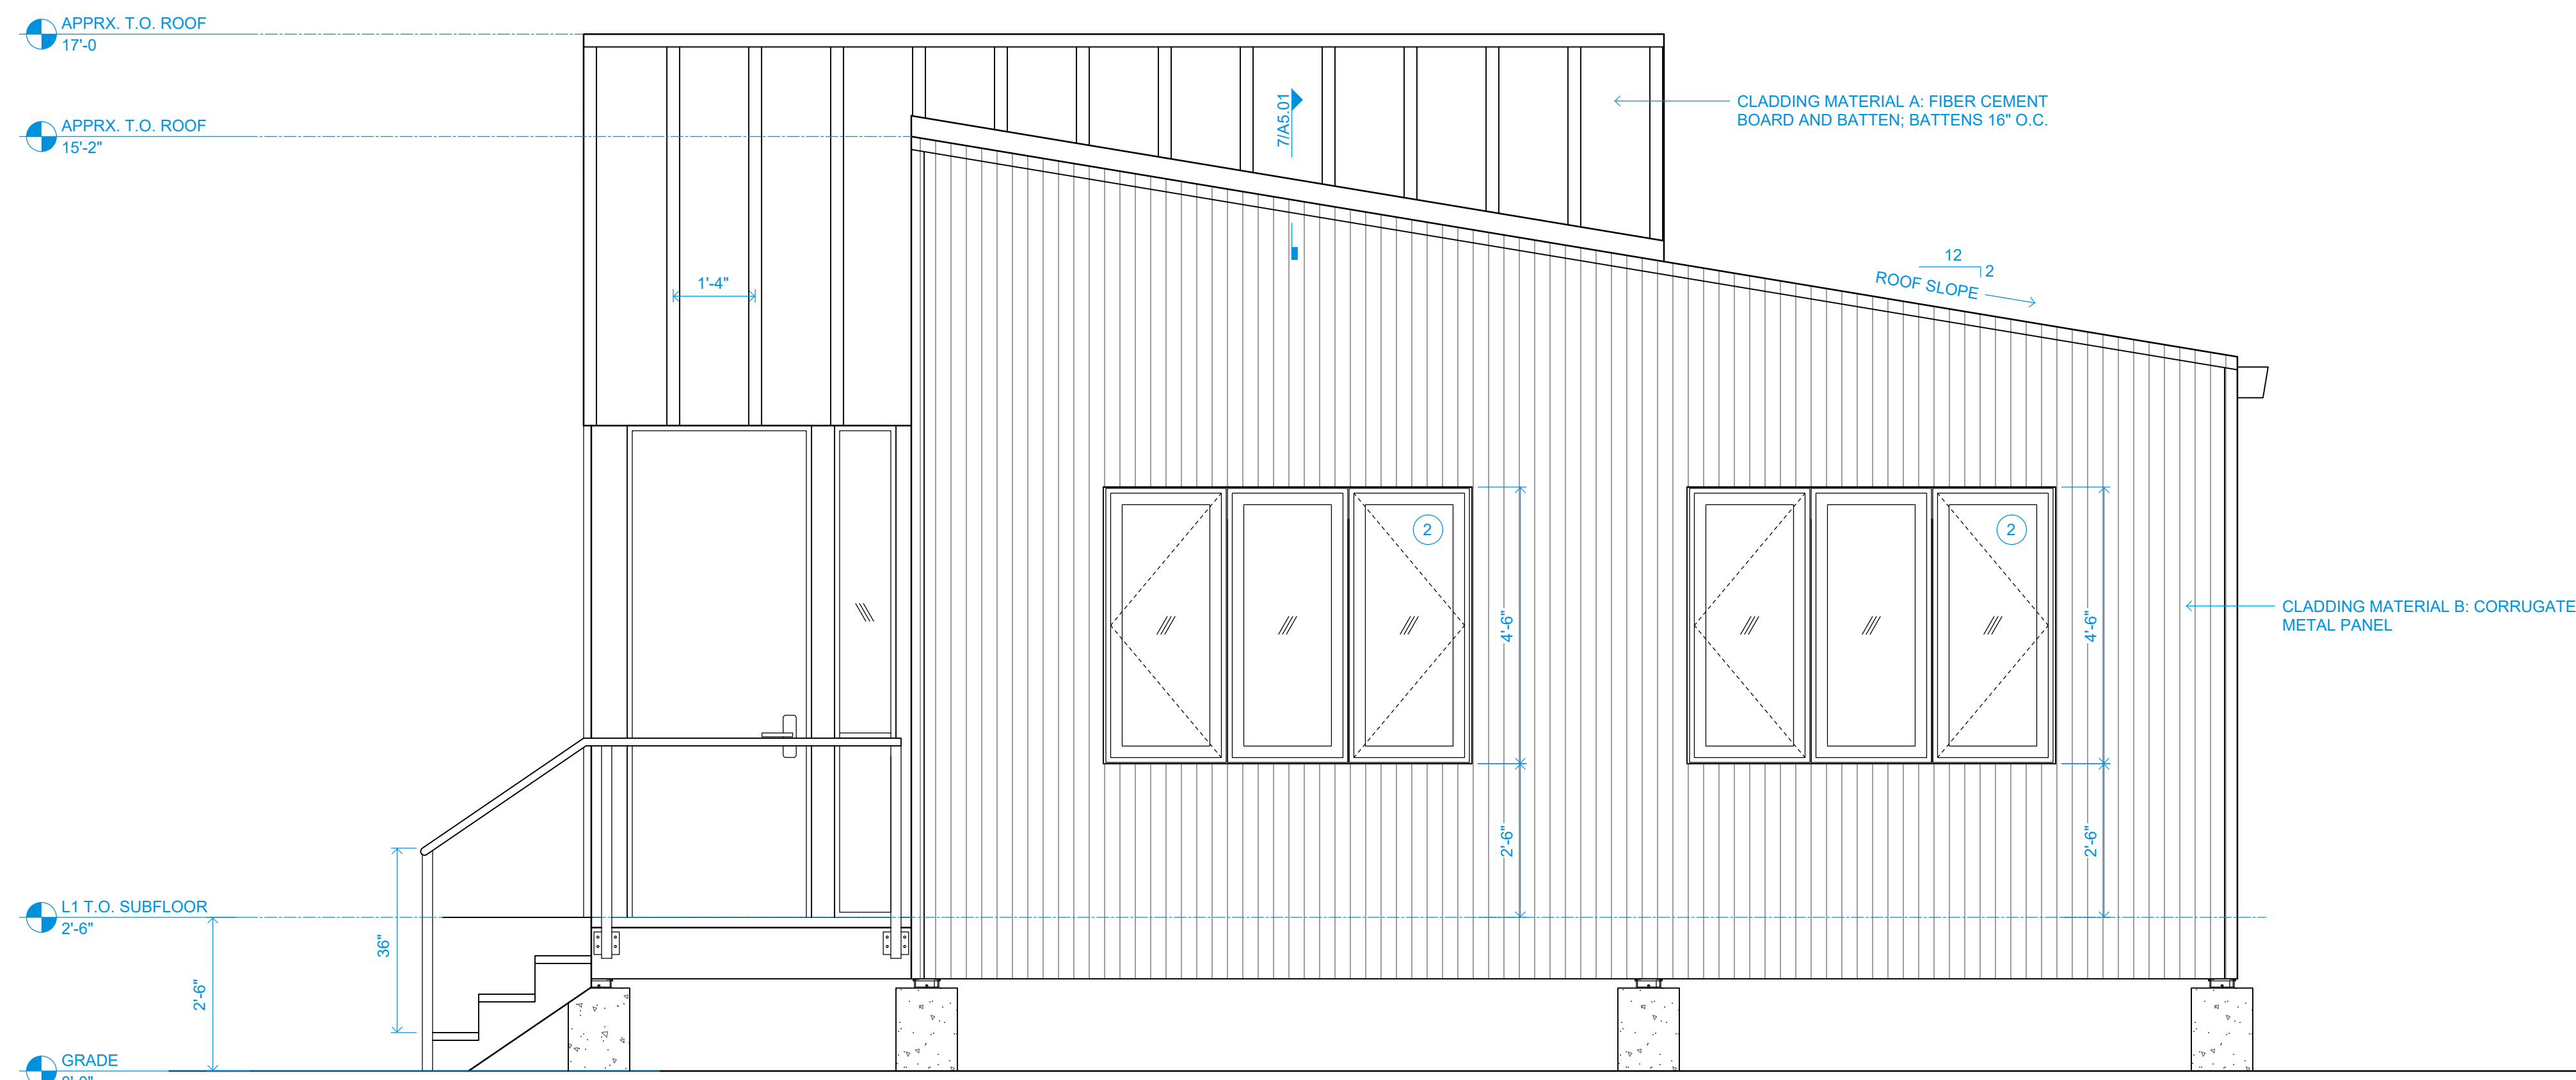 APPRX. T.O. ROOF
17'-0
APPRX. T.O. ROOF
15'-2"
7/A5.01
CLADDING MATERIAL A: FIBER CEMENT
BOARD AND BATTEN; BATTENS 16" O.C.
1'-4"
12
2
ROOF SLOPE
2
2
4'-6"
4'-6"
CLADDING MATERIAL B: CORRUGATE
METAL PANEL
2'-6"
2'-6"
L1 T.O. SUBFLOOR
2'-6"
36"
2'-6"
GRADE